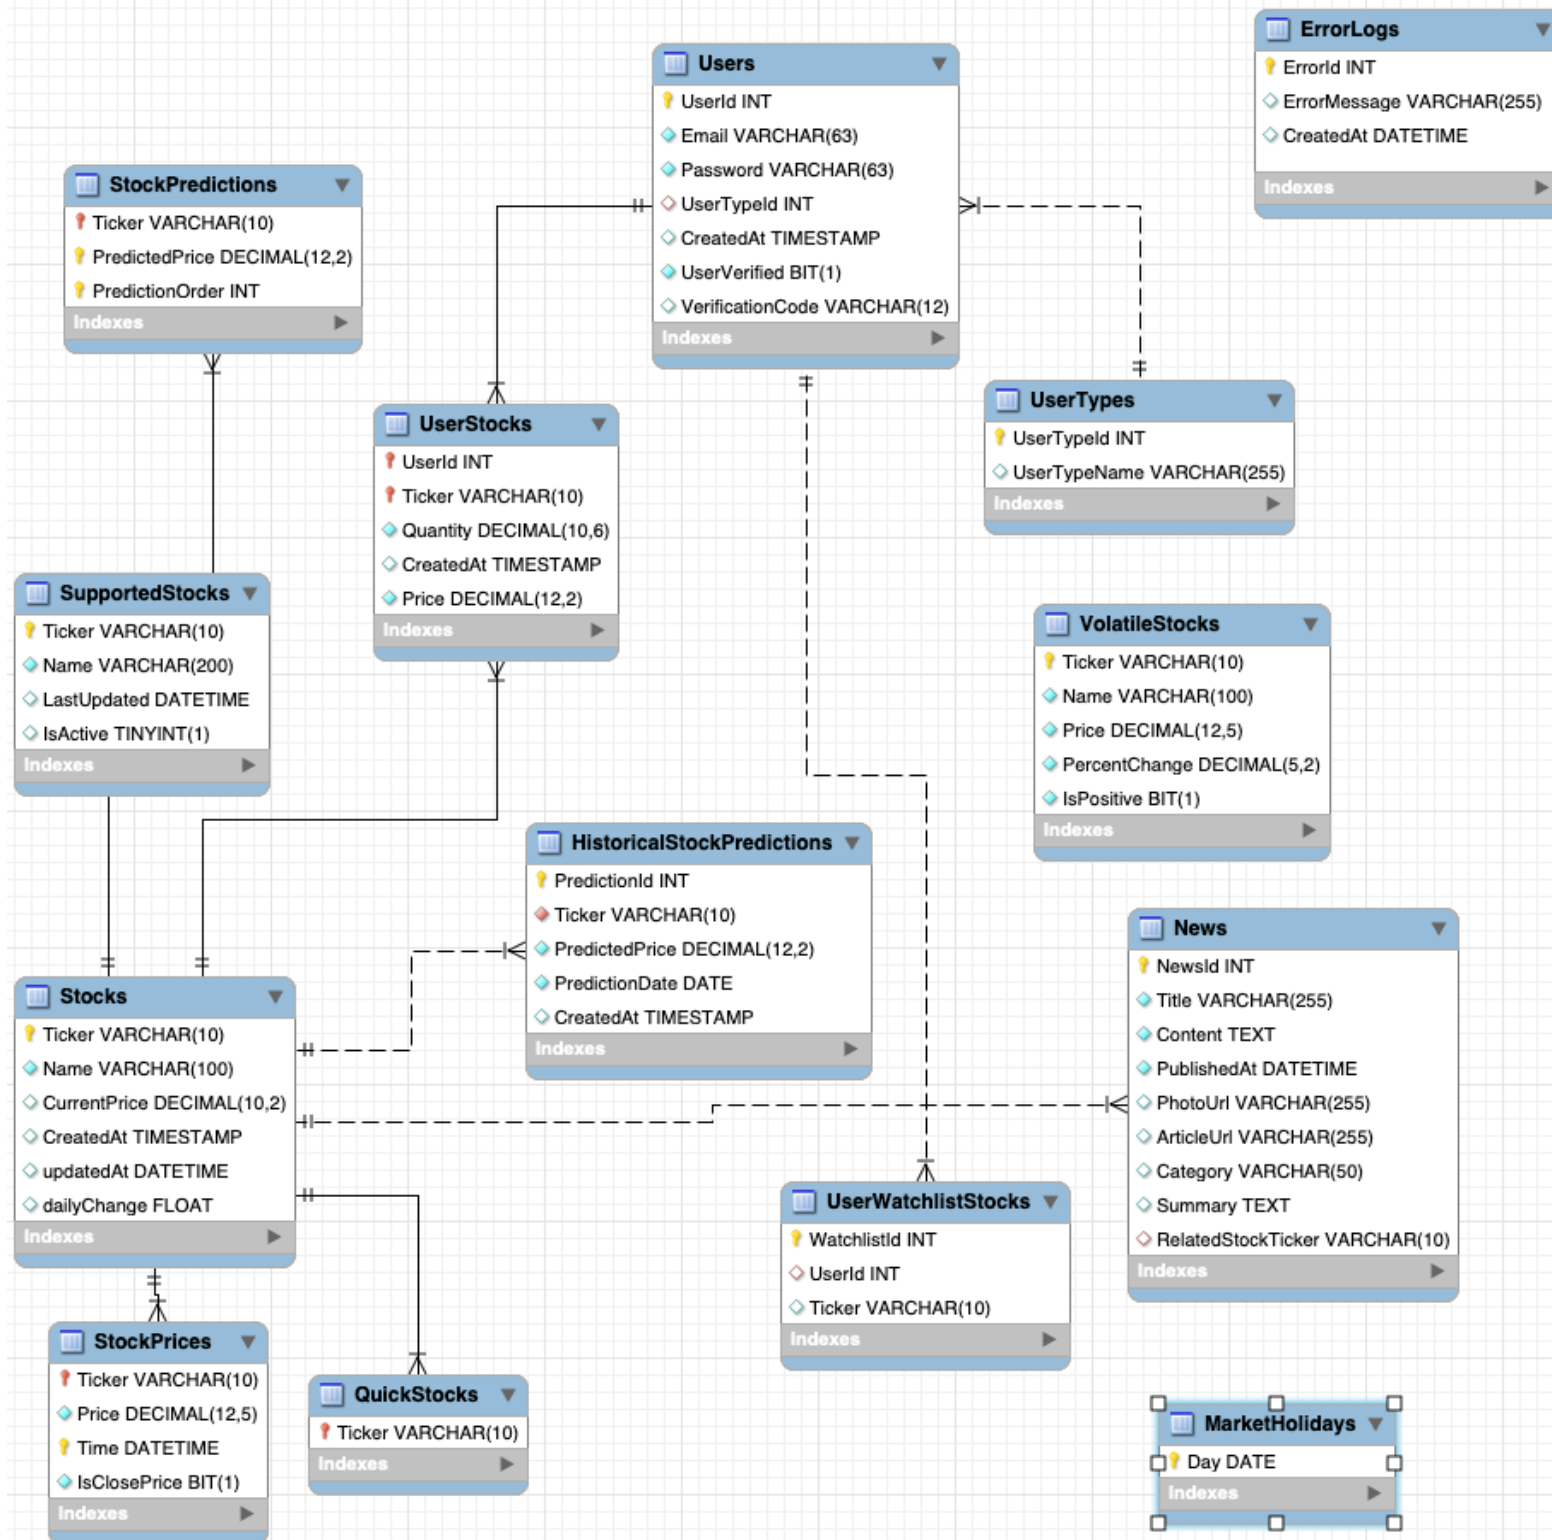 ErrorLogs
ErrorId INT
ErrorMessage VARCHAR(255)
CreatedAt DATETIME
Indexes
Users
UserId INT
Email VARCHAR(63)
Password VARCHAR(63)
UserTypeId INT
CreatedAt TIMESTAMP
UserVerified BIT(1)
VerificationCode VARCHAR(12)
Indexes
StockPredictions
Ticker VARCHAR(10)
PredictedPrice DECIMAL(12,2)
PredictionOrder INT
Indexes
UserTypes
UserTypeId INT
UserTypeName VARCHAR(255)
Indexes
UserStocks
UserId INT
Ticker VARCHAR(10)
Quantity DECIMAL(10,6)
CreatedAt TIMESTAMP
Price DECIMAL(12,2)
Indexes
SupportedStocks
Ticker VARCHAR(10)
Name VARCHAR(200)
LastUpdated DATETIME
IsActive TINYINT(1)
Indexes
VolatileStocks
Ticker VARCHAR(10)
Name VARCHAR(100)
Price DECIMAL(12,5)
PercentChange DECIMAL(5,2)
IsPositive BIT(1)
Indexes
HistoricalStockPredictions
PredictionId INT
Ticker VARCHAR(10)
PredictedPrice DECIMAL(12,2)
PredictionDate DATE
CreatedAt TIMESTAMP
Indexes
News
NewsId INT
Title VARCHAR(255)
Content TEXT
PublishedAt DATETIME
PhotoUrl VARCHAR(255)
ArticleUrl VARCHAR(255)
Category VARCHAR(50)
Summary TEXT
RelatedStockTicker VARCHAR(10)
Indexes
Stocks
Ticker VARCHAR(10)
Name VARCHAR(100)
CurrentPrice DECIMAL(10,2)
CreatedAt TIMESTAMP
updatedAt DATETIME
dailyChange FLOAT
Indexes
UserWatchlistStocks
WatchlistId INT
UserId INT
Ticker VARCHAR(10)
Indexes
StockPrices
Ticker VARCHAR(10)
Price DECIMAL(12,5)
Time DATETIME
IsClosePrice BIT(1)
Indexes
QuickStocks
Ticker VARCHAR(10)
Indexes
MarketHolidays
Day DATE
Indexes